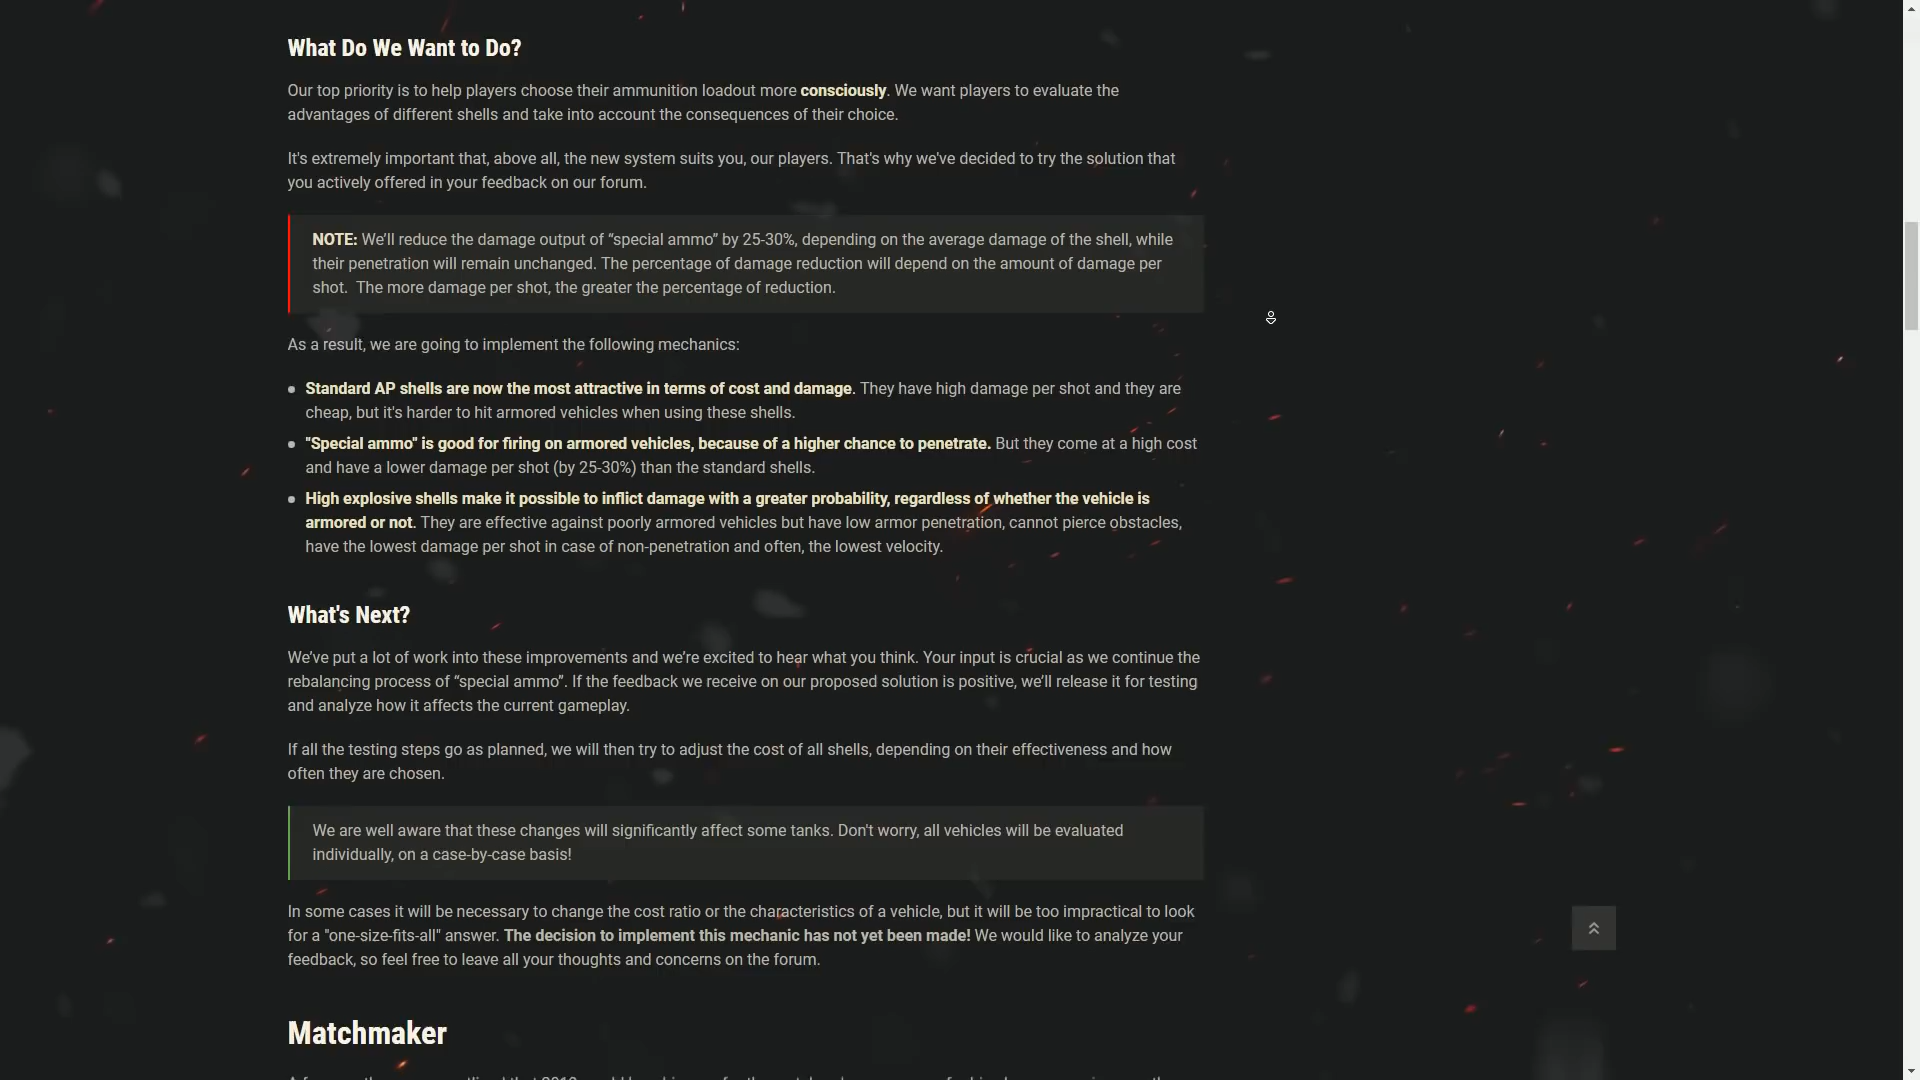 What Do We Want to Do?
Our top priority is to help players choose their ammunition loadout more consciously. We want players to evaluate the
advantages of different shells and take into account the consequences of their choice.
It's extremely important that, above all, the new system suits you, our players. That's why we've decided to try the solution that
you actively offered in your feedback on our forum.
NOTE: We’ll reduce the damage output of “special ammo” by 25-30%, depending on the average damage of the shell, while
their penetration will remain unchanged. The percentage of damage reduction will depend on the amount of damage per
shot.  The more damage per shot, the greater the percentage of reduction.
As a result, we are going to implement the following mechanics:
Standard AP shells are now the most attractive in terms of cost and damage. They have high damage per shot and they are
cheap, but it's harder to hit armored vehicles when using these shells.
"Special ammo" is good for firing on armored vehicles, because of a higher chance to penetrate. But they come at a high cost
and have a lower damage per shot (by 25-30%) than the standard shells.
High explosive shells make it possible to inflict damage with a greater probability, regardless of whether the vehicle is
armored or not. They are effective against poorly armored vehicles but have low armor penetration, cannot pierce obstacles,
have the lowest damage per shot in case of non-penetration and often, the lowest velocity.
What's Next?
We’ve put a lot of work into these improvements and we’re excited to hear what you think. Your input is crucial as we continue the
rebalancing process of “special ammo”. If the feedback we receive on our proposed solution is positive, we’ll release it for testing
and analyze how it affects the current gameplay.
If all the testing steps go as planned, we will then try to adjust the cost of all shells, depending on their effectiveness and how
often they are chosen.
We are well aware that these changes will significantly affect some tanks. Don't worry, all vehicles will be evaluated
individually, on a case-by-case basis!
In some cases it will be necessary to change the cost ratio or the characteristics of a vehicle, but it will be too impractical to look
for a "one-size-fits-all" answer. The decision to implement this mechanic has not yet been made! We would like to analyze your
feedback, so feel free to leave all your thoughts and concerns on the forum.
Matchmaker